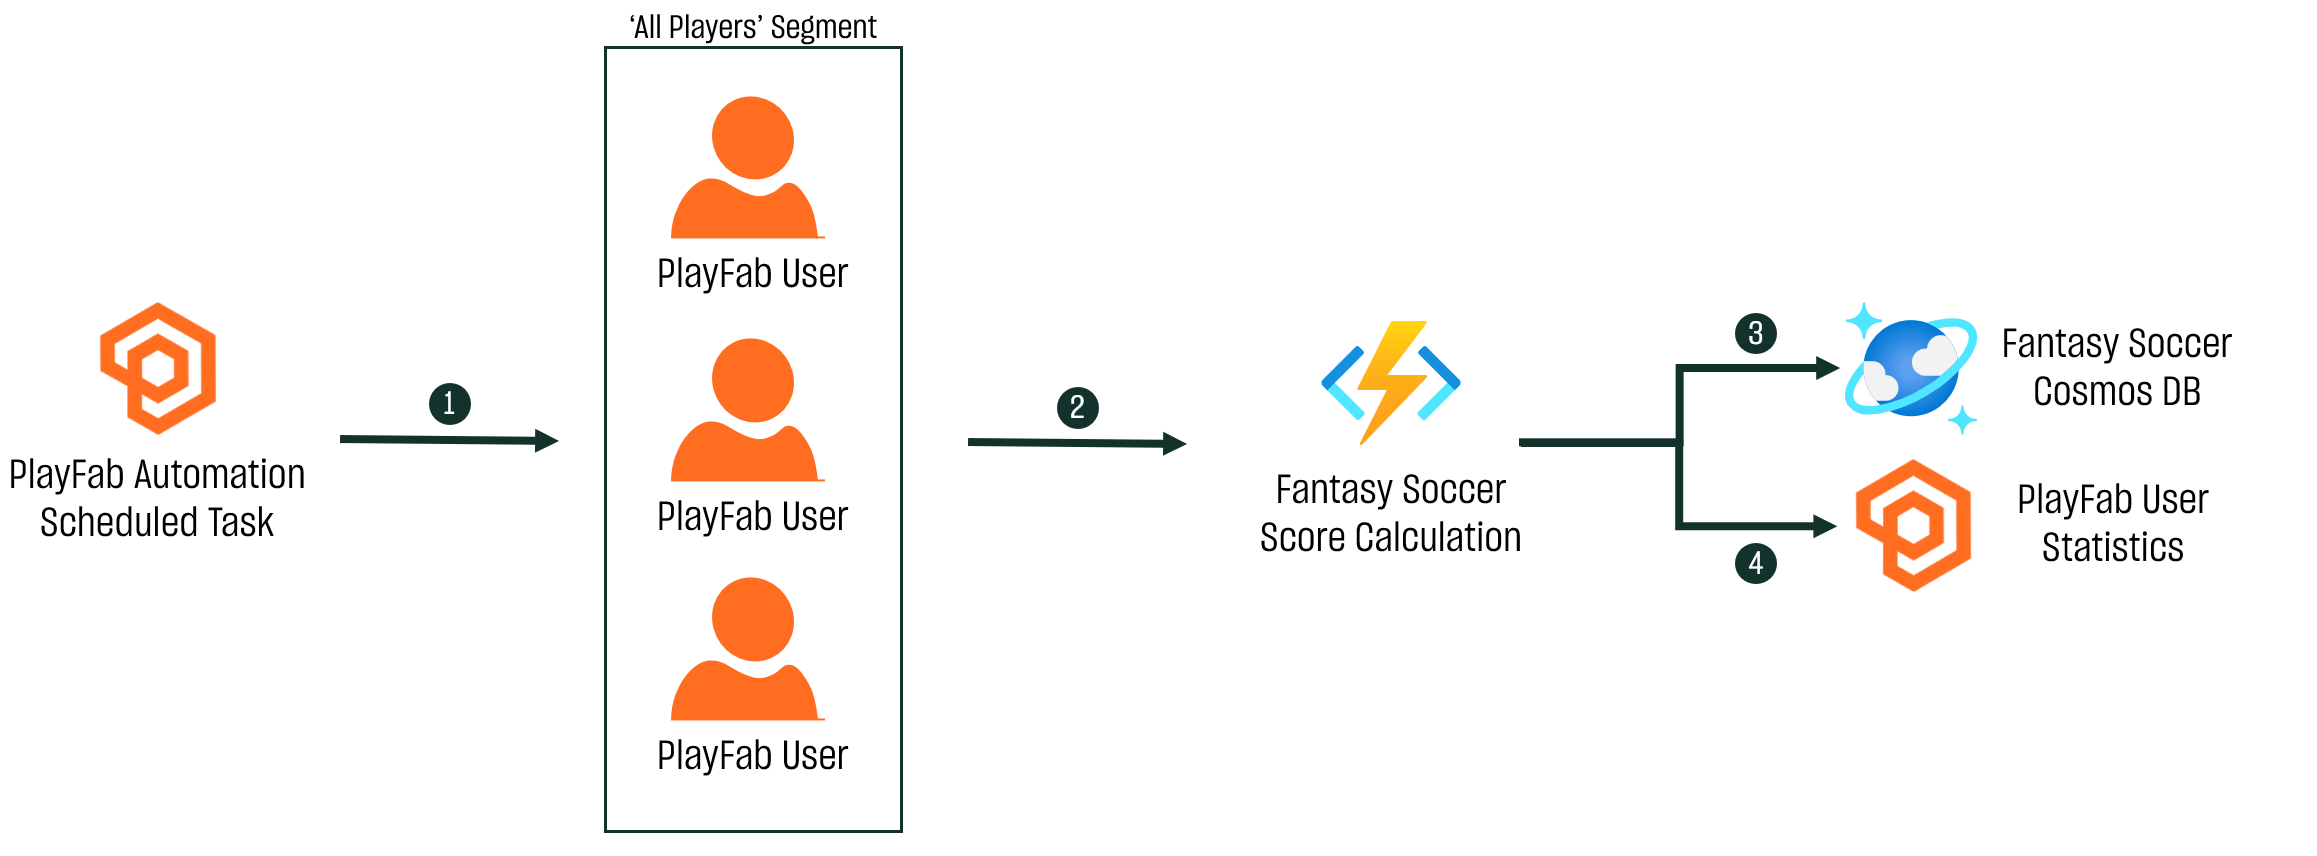 ‘All Players’ Segment
PlayFab User
PlayFab User
PlayFab User
PlayFab Automation
Scheduled Task
1
2
Fantasy Soccer
Score Calculation
3
Fantasy Soccer
Cosmos DB
4
PlayFab User
Statistics